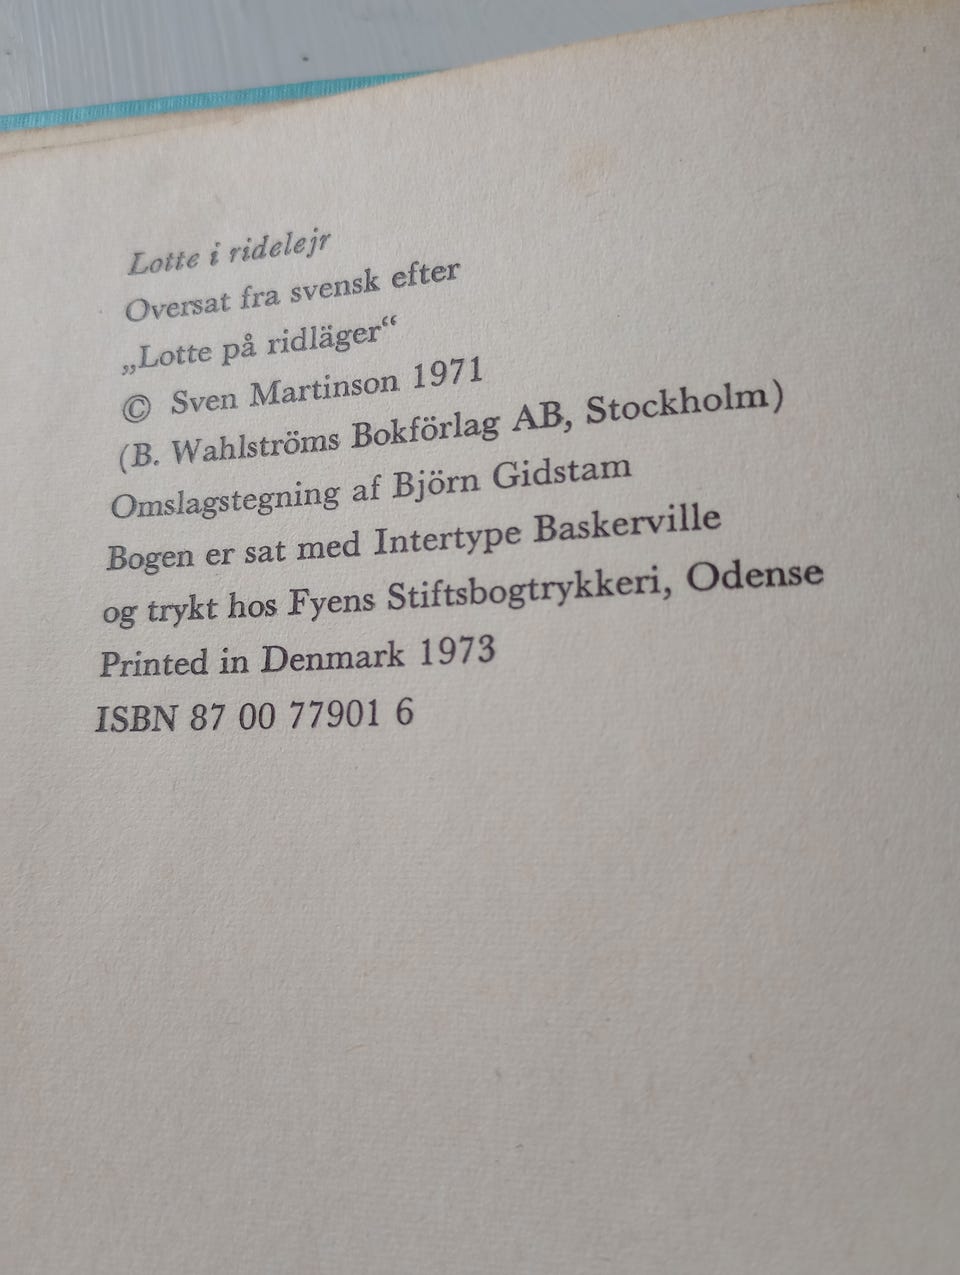 Lotte i ridelejr
Oversat fra svensk efter
„Lotte på ridläger“
© Sven Martinson 1971
(B. Wahlströms Bokförlag AB, Stockholm)
Omslagstegning af Björn Gidstam
Bogen er sat med Intertype Baskerville
og trykt hos Fyens Stiftsbogtrykkeri, Odense
Printed in Denmark 1973
ISBN 87 00 77901 6